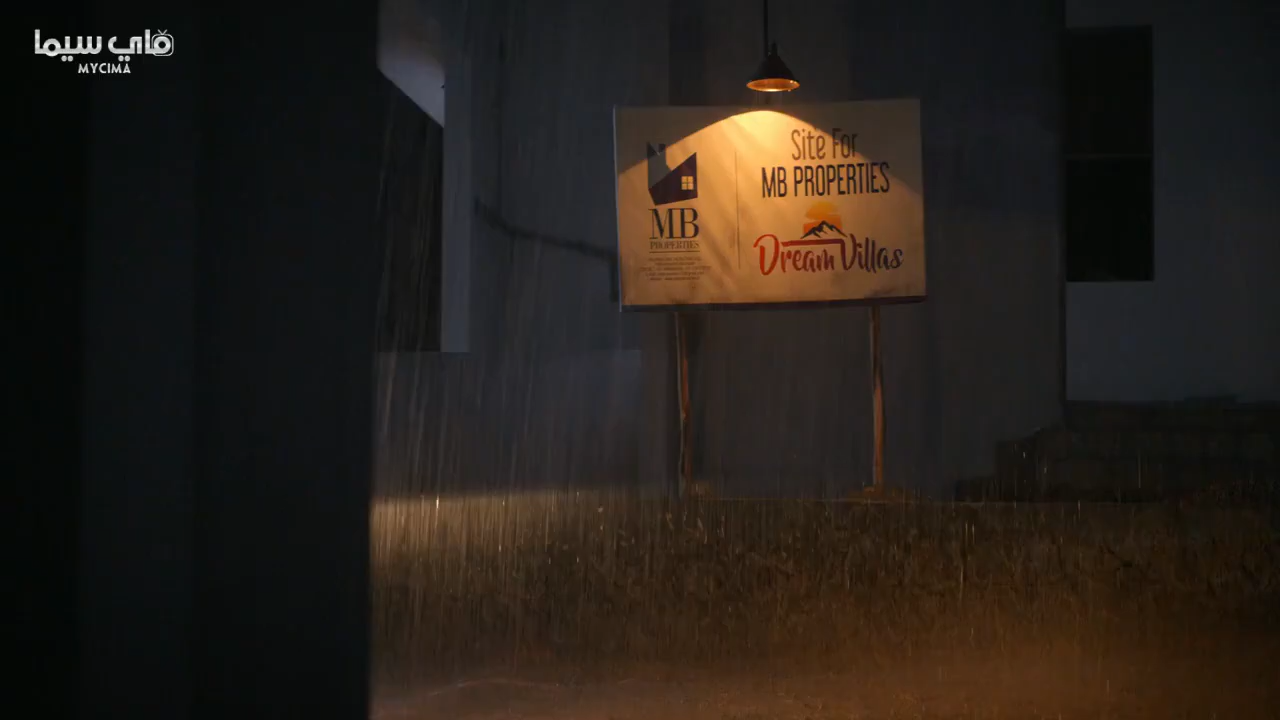 ماي سيما
MYCIMA
MB
PROPERTIES
Site For
MB PROPERTIES
Dream Villas